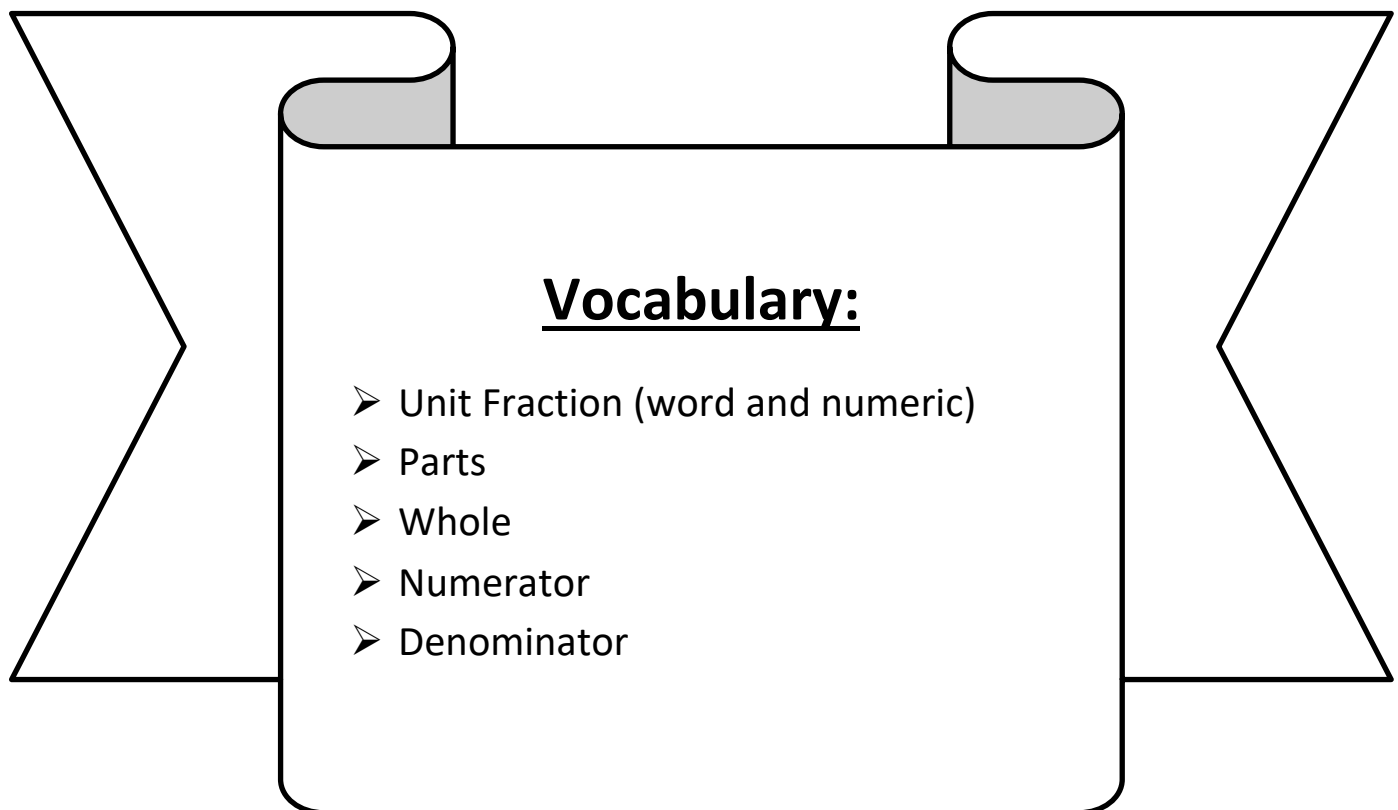 Vocabulary:
➢ Unit Fraction (word and numeric)
➢ Parts
➢ Whole
➢ Numerator
➢ Denominator